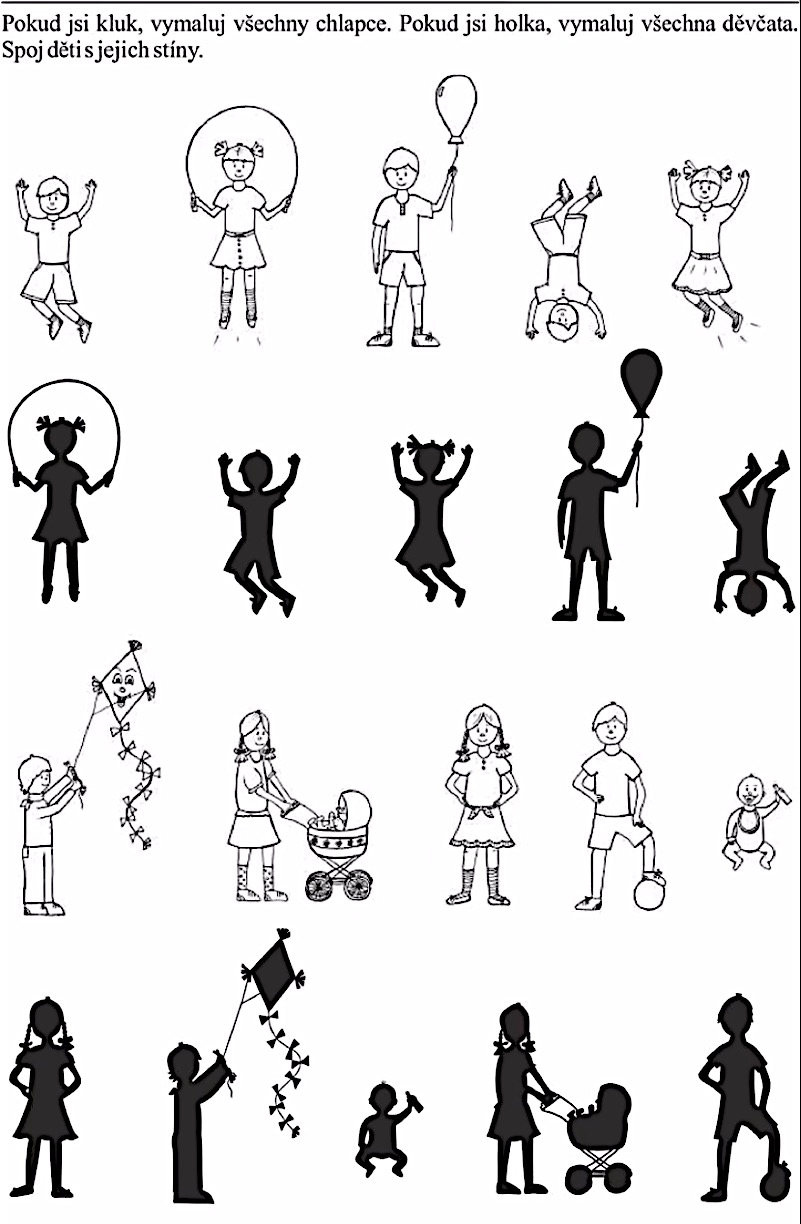 Pokud jsi kluk, vymaluj všechny chlapce. Pokud jsi holka, vymaluj všechna děvčata.
Spoj děti s jejich stíny.